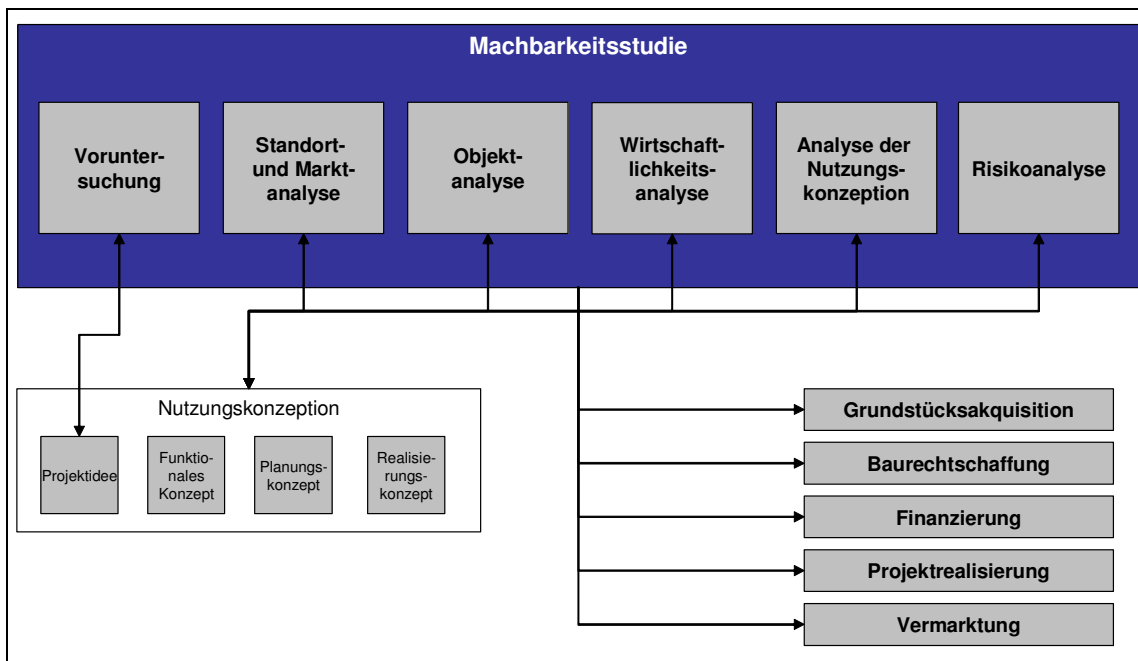 Machbarkeitsstudie
Vorunter-
suchung
Standort-
und Markt-
analyse
Objekt-
analyse
Wirtschaft-
lichkeits-
analyse
Analyse der
Nutzungs-
konzeption
Risikoanalyse
Nutzungskonzeption
Projektidee
Funktio-
nales
Konzept
Planungs-
konzept
Realisie-
rungs-
konzept
Grundstücksakquisition
Baurechtschaffung
Finanzierung
Projektrealisierung
Vermarktung